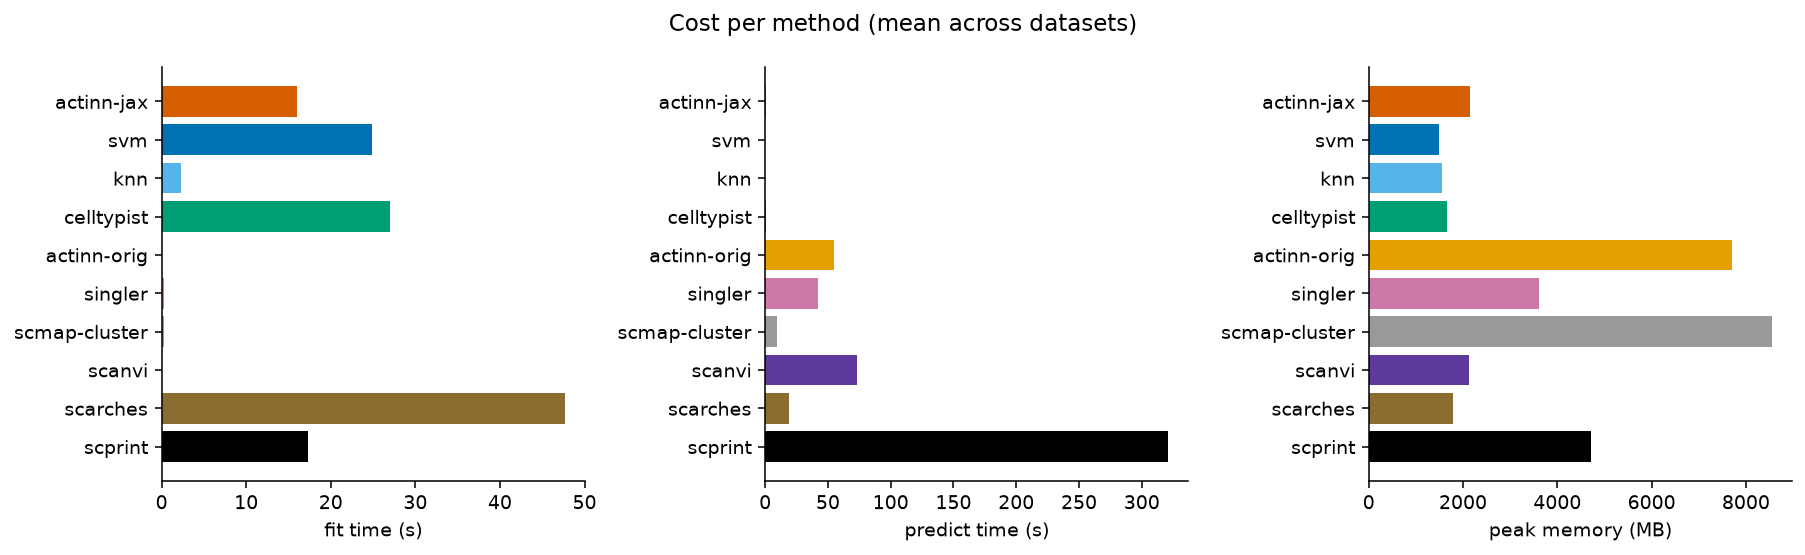 Cost per method (mean across datasets)
actinn-jax
svm
knn
celltypist
actinn-orig
singler
scmap-cluster
scanvi
scarches
scprint
0 10 20 30 40 50
fit time (s)
actinn-jax
svm
knn
celltypist
actinn-orig
singler
scmap-cluster
scanvi
scarches
scprint
0 50 100 150 200 250 300
predict time (s)
actinn-jax
svm
knn
celltypist
actinn-orig
singler
scmap-cluster
scanvi
scarches
scprint
0 2000 4000 6000 8000
peak memory (MB)